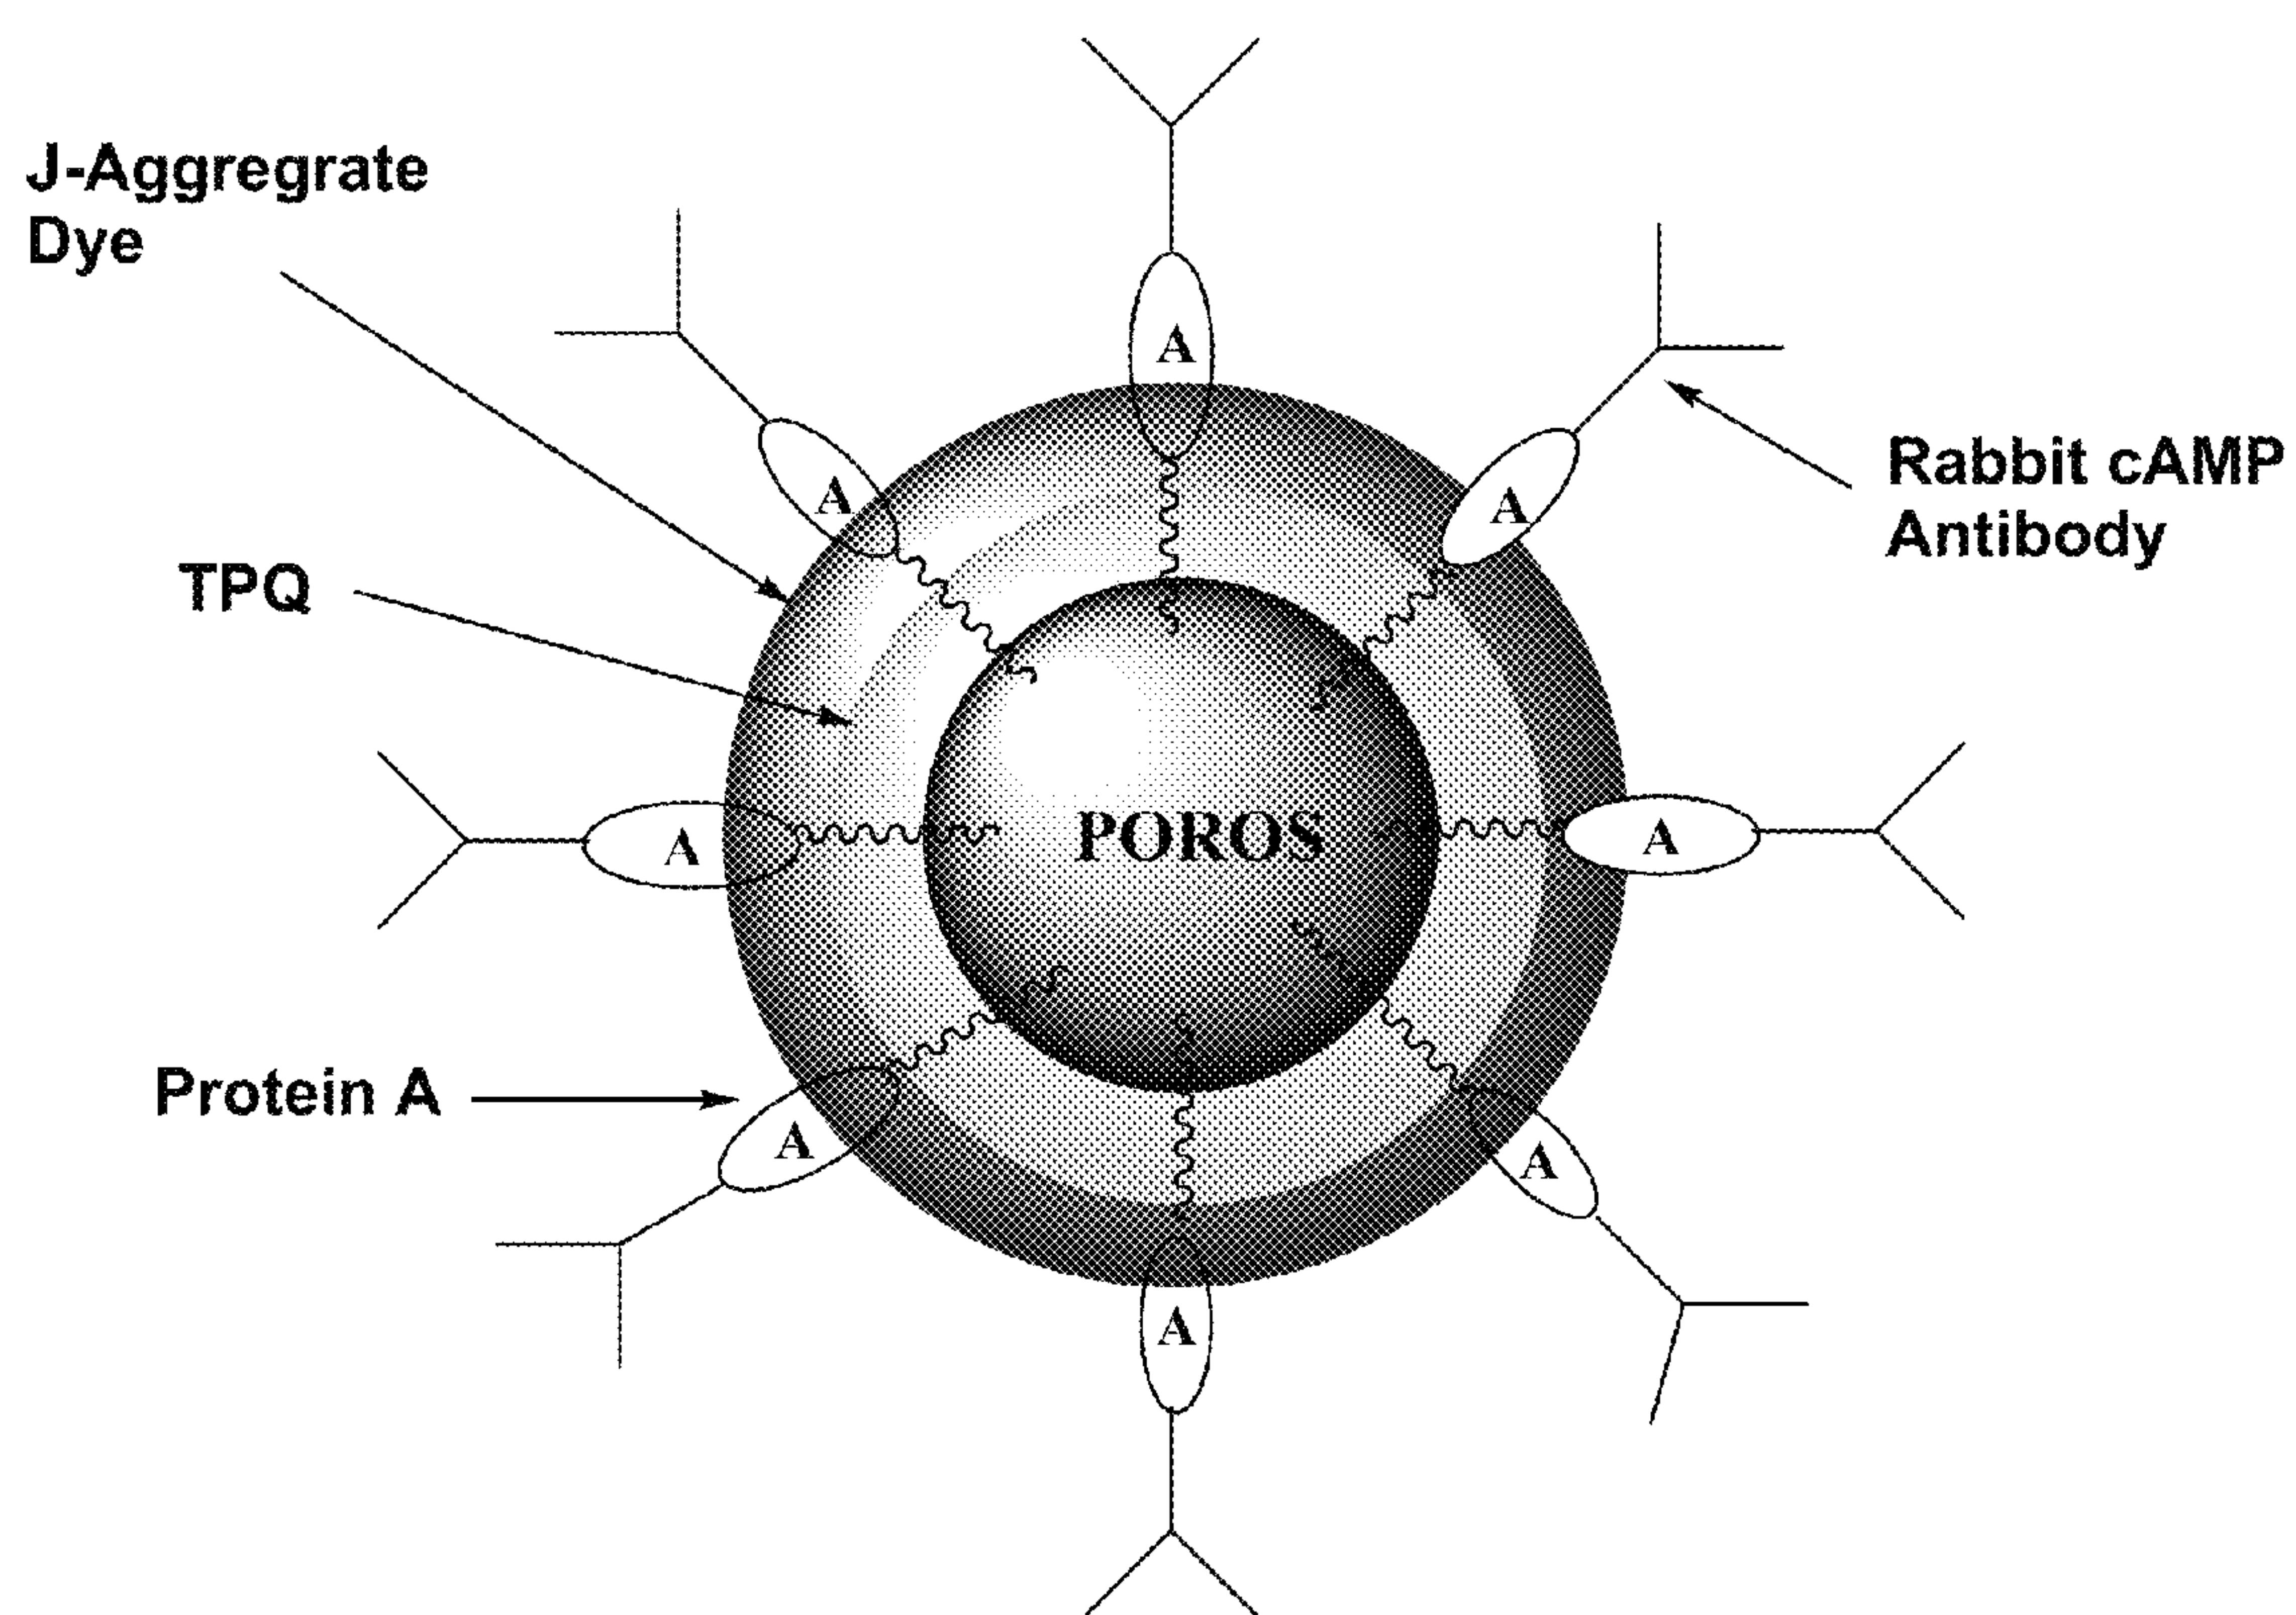 J-Aggregrate
Dye
A
A
Rabbit cAMP
Antibody
A
TPQ
A
POROS
A
Protein A
A
A
A